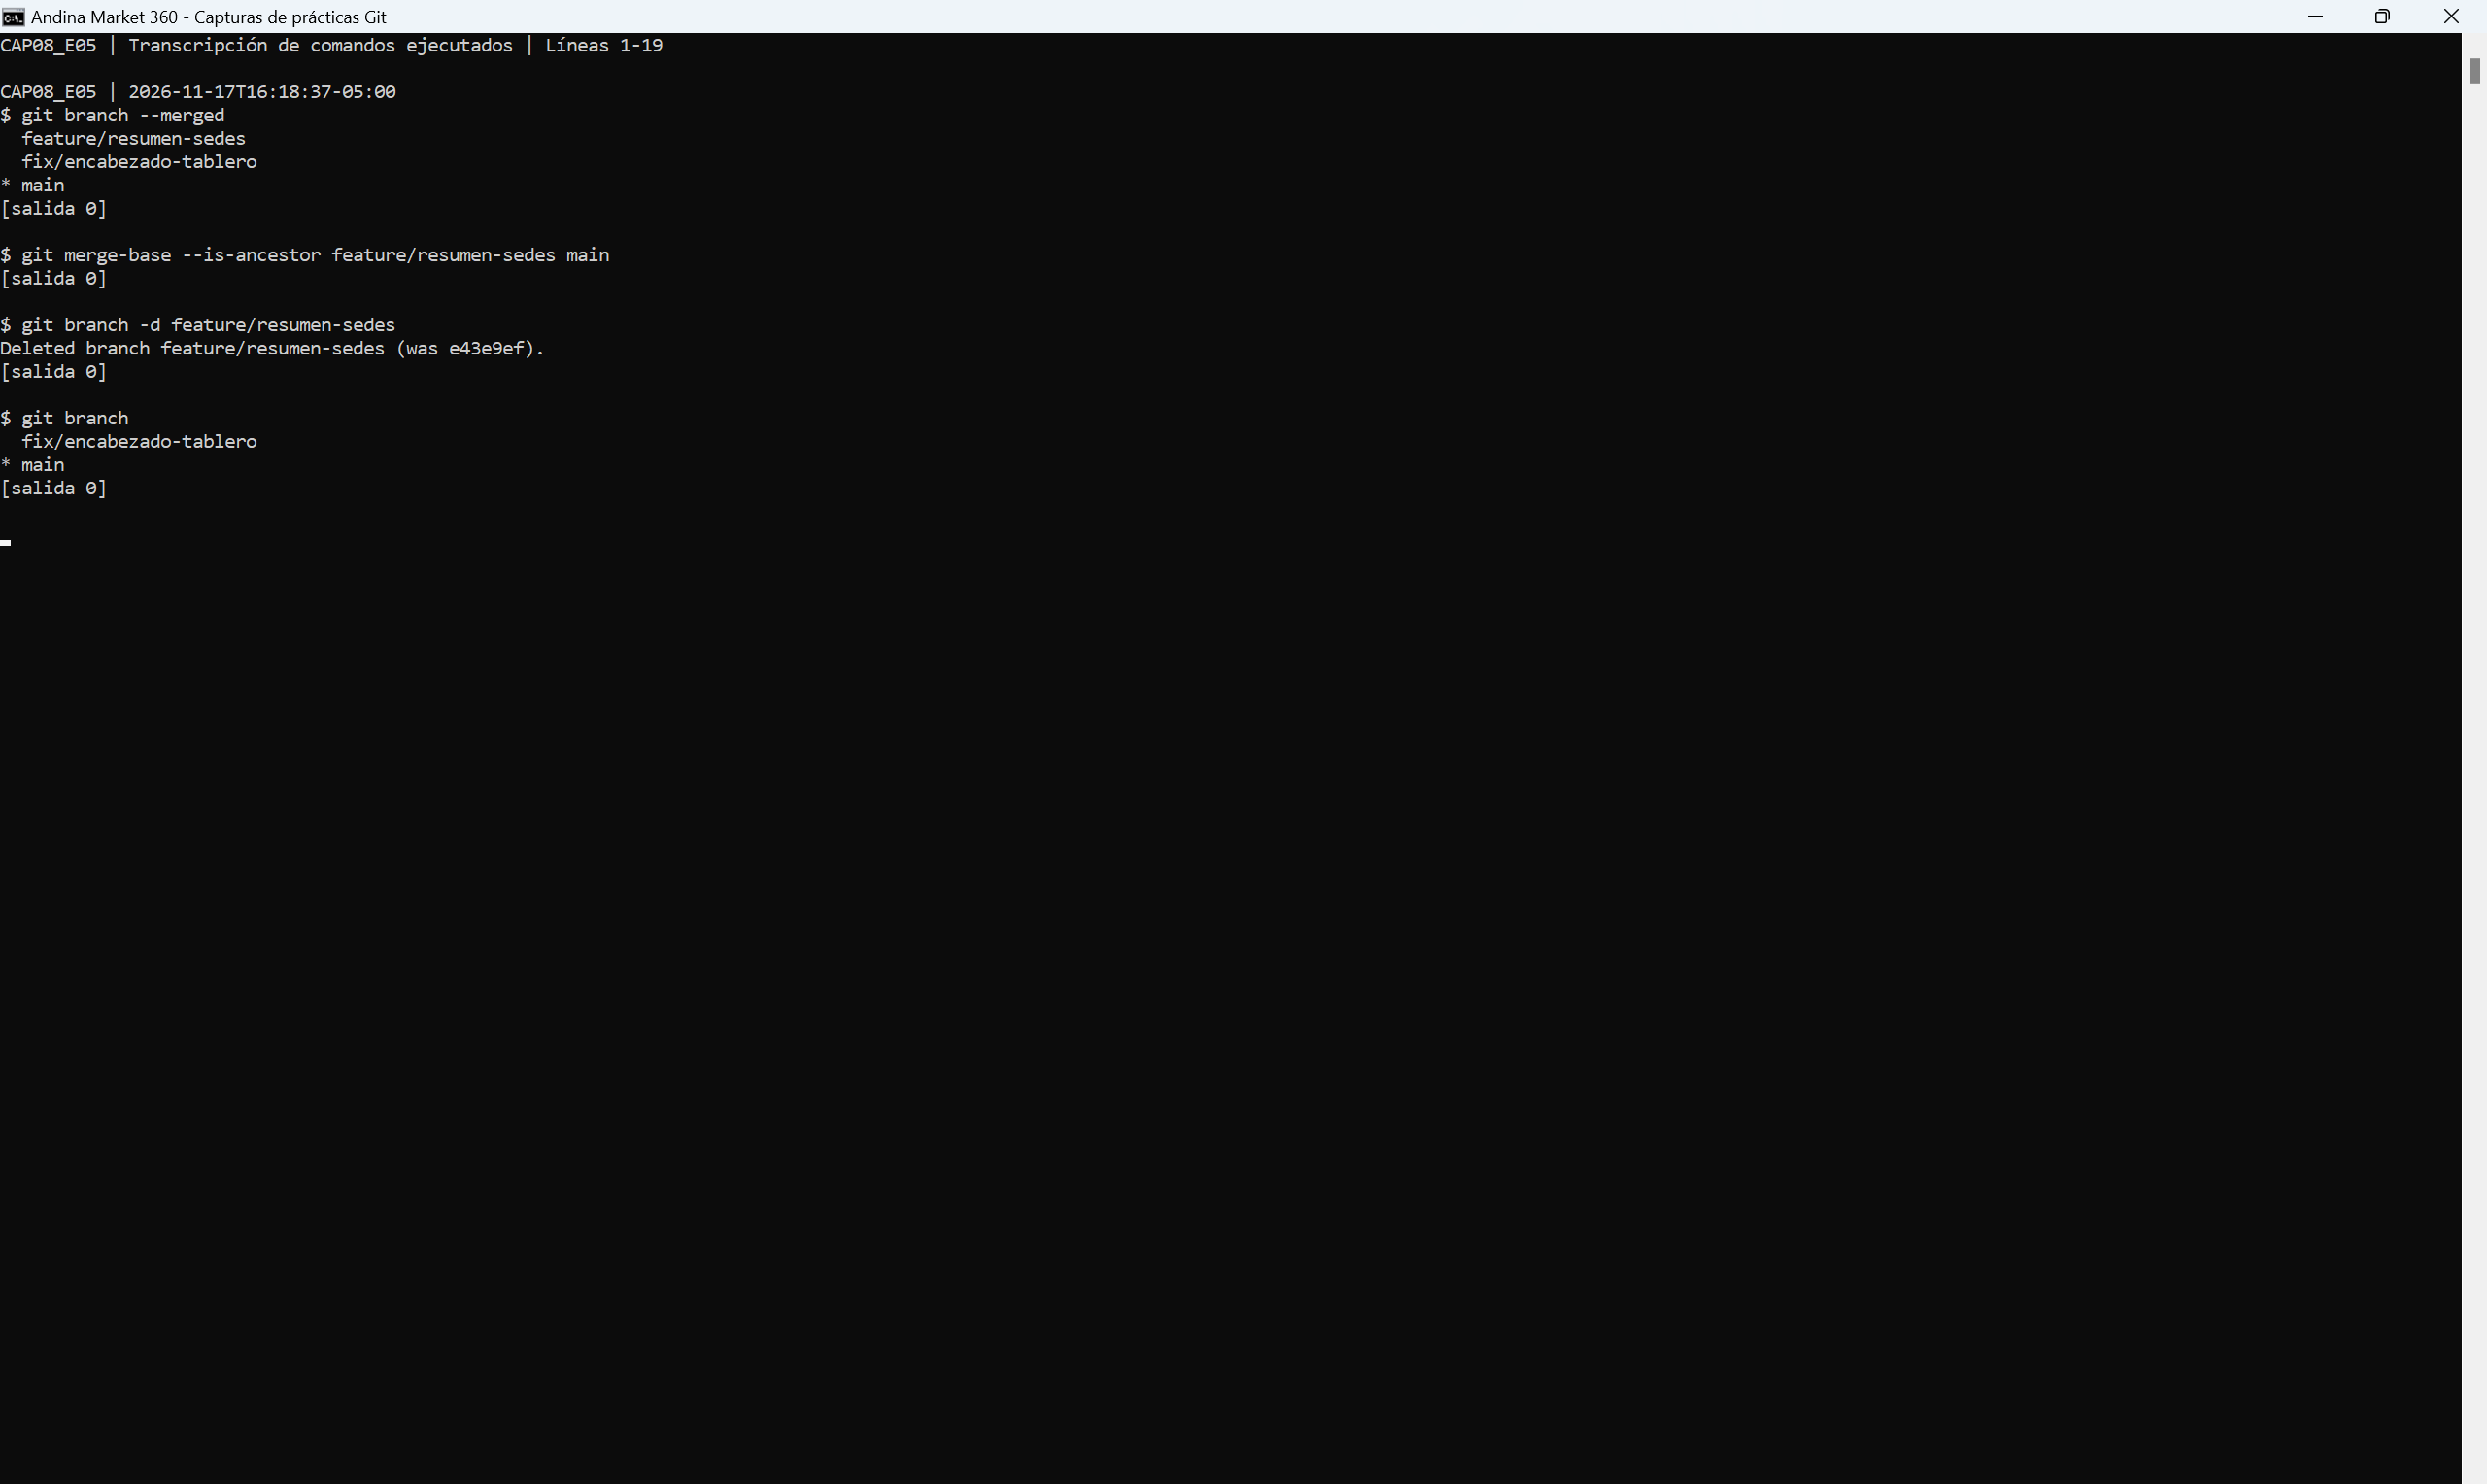 Andina Market 360 - Capturas de prácticas Git
CAP08_E05 | Transcripción de comandos ejecutados | Líneas 1-19
CAP08_E05 | 2026-11-17T16:18:37-05:00
$ git branch --merged
  feature/resumen-sedes
  fix/encabezado-tablero
* main
[salida 0]
$ git merge-base --is-ancestor feature/resumen-sedes main
[salida 0]
$ git branch -d feature/resumen-sedes
Deleted branch feature/resumen-sedes (was e43e9ef).
[salida 0]
$ git branch
  fix/encabezado-tablero
* main
[salida 0]